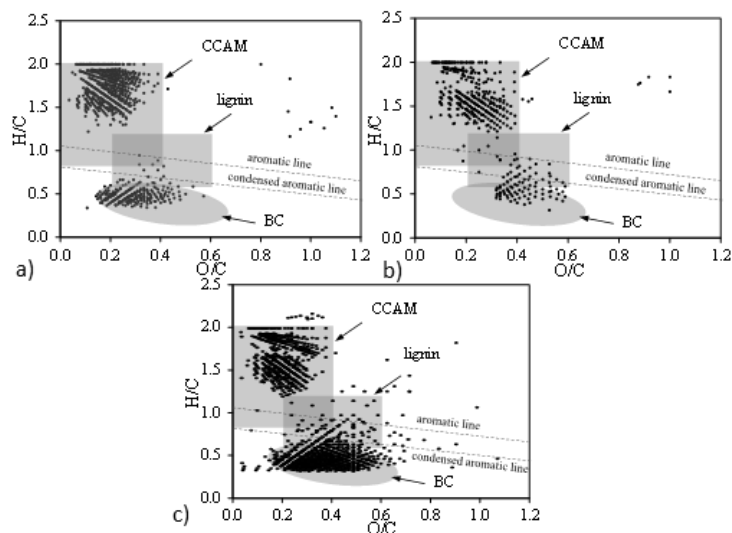 2.5
2.0
1.5
1.0
0.5
0.0
H/C
CCAM
lignin
aromatic line
condensed aromatic line
BC
0.0 0.2 0.4 0.6 0.8 1.0 1.2
O/C
a)
2.5
2.0
1.5
1.0
0.5
0.0
H/C
CCAM
lignin
aromatic line
condensed aromatic line
BC
0.0 0.2 0.4 0.6 0.8 1.0 1.2
O/C
b)
2.5
2.0
1.5
1.0
0.5
0.0
H/C
CCAM
lignin
aromatic line
condensed aromatic line
BC
0.0 0.2 0.4 0.6 0.8 1.0 1.2
O/C
c)